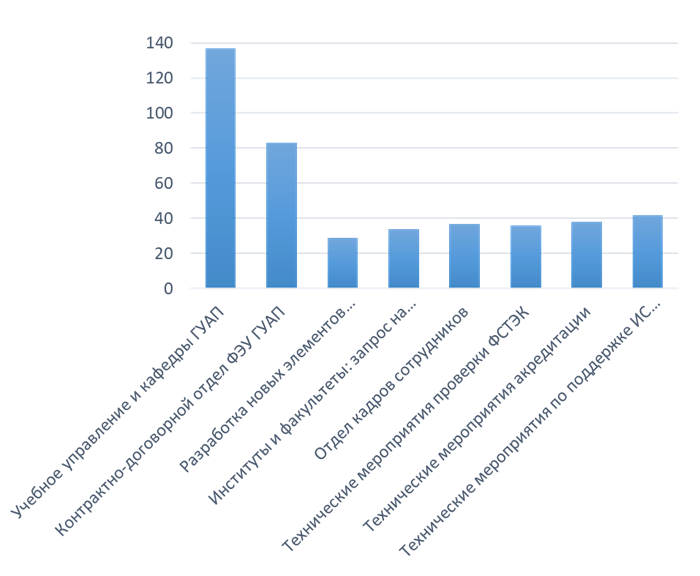 140
120
100
80
60
40
20
0
Учебное управление и кафедры ГУАП
Контрактно-договорной отдел ФЭУ ГУАП
Разработка новых элементов...
Институты и факультеты: запрос на...
Отдел кадров сотрудников
Технические мероприятия проверки ФСТЭК
Технические мероприятия акредитации
Технические мероприятия по поддержке ИС...